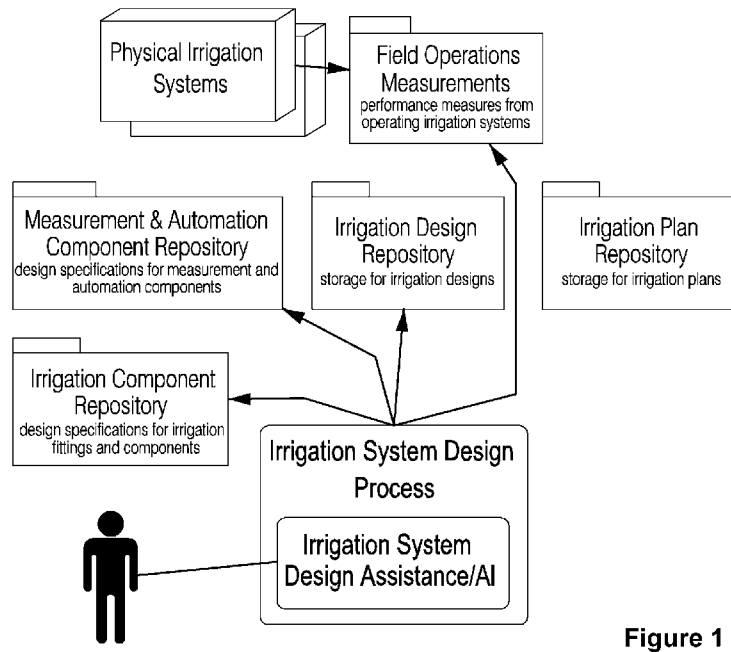 Physical Irrigation
Systems
Field Operations
Measurements
performance measures from
operating irrigation systems
Measurement & Automation
Component Repository
design specifications for measurement and
automation components
Irrigation Design
Repository
storage for irrigation designs
Irrigation Plan
Repository
storage for irrigation plans
Irrigation Component
Repository
design specifications for irrigation
fittings and components
Irrigation System Design
Process
Irrigation System
Design Assistance/AI
Figure 1